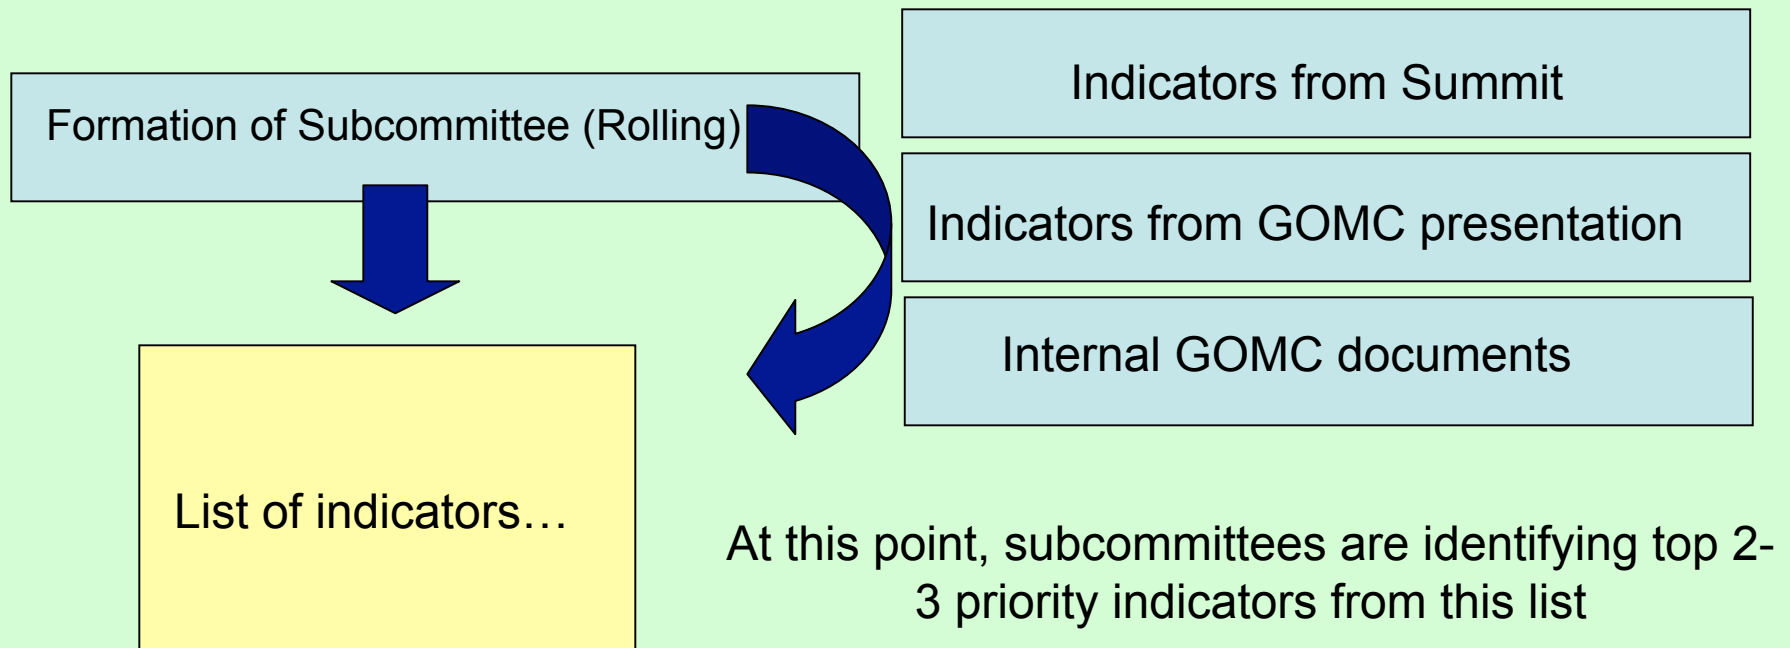 Formation of Subcommittee (Rolling)
Indicators from Summit
Indicators from GOMC presentation
Internal GOMC documents
List of indicators…
At this point, subcommittees are identifying top 2-
3 priority indicators from this list